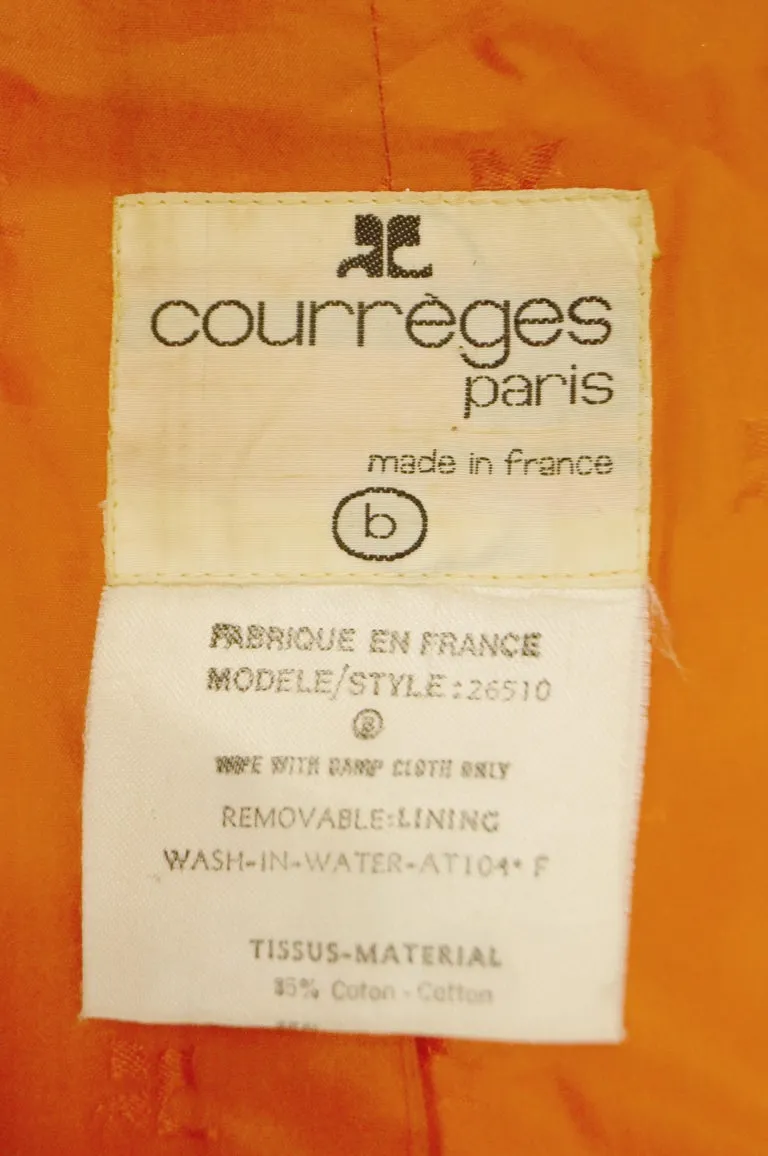 courrèges
paris
made in france
b
FABRIQUE EN FRANCE
MODELE/STYLE:26510
B
WIPE WITH DAMP CLOTH ONLY
REMOVABLE:LINING
WASH-IN-WATER-AT104° F
TISSUS-MATERIAL
Coton - Cotton